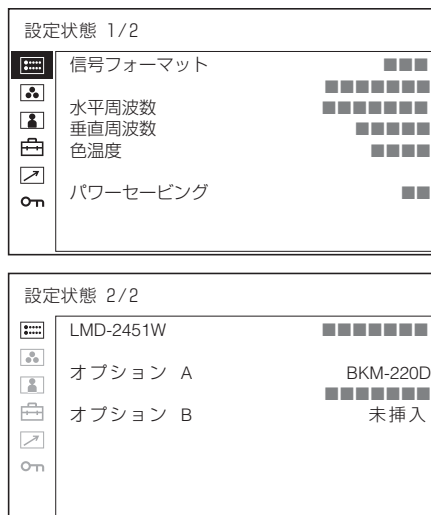 設定状態 1/2
信号フォーマット ■■■
■■■■■■■
水平周波数 ■■■■■■■
垂直周波数 ■■■■■
色温度 ■■■■
パワーセービング ■■
設定状態 2/2
LMD-2451W ■■■■■■■
オプション A BKM-220D
■■■■■■■
オプション B 未挿入